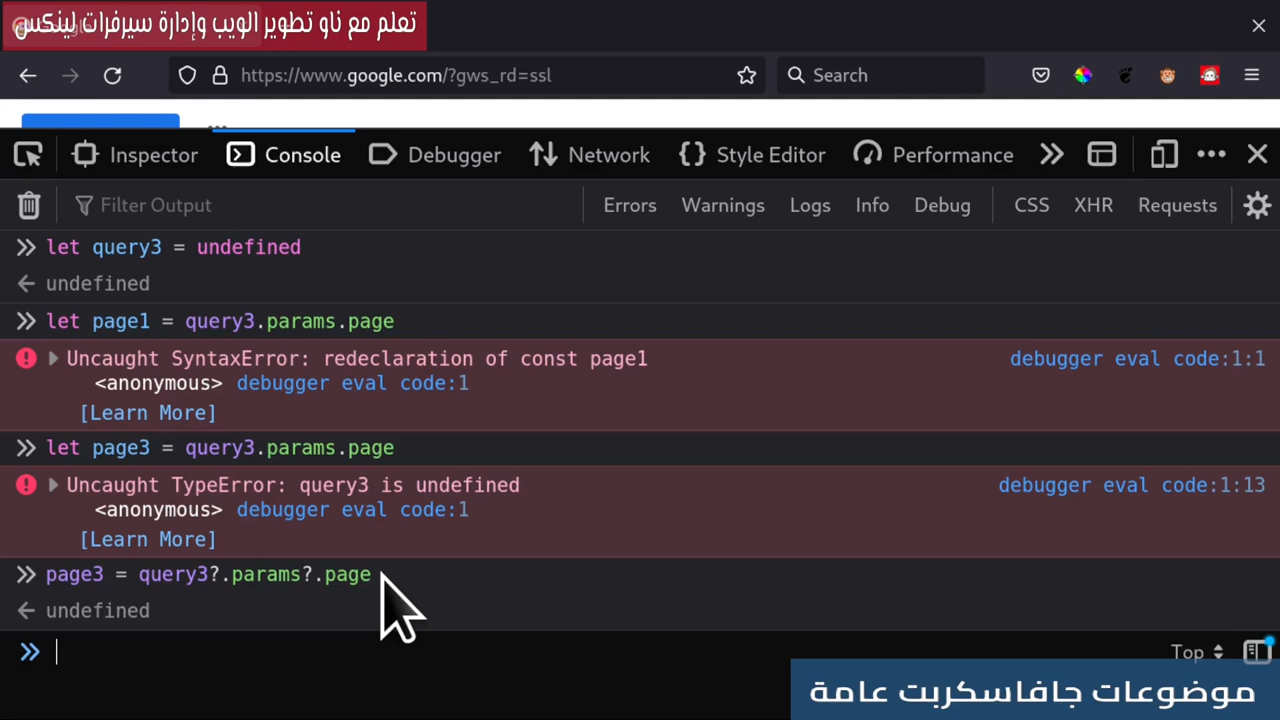 تعلم مع ناو تطوير الويب وإدارة سيرفرات لينكس
https://www.google.com/?gws_rd=ssl
Search
Inspector
Console
Debugger
Network
Style Editor
Performance
Filter Output
Errors
Warnings
Logs
Info
Debug
CSS
XHR
Requests
let query3 = undefined
undefined
let page1 = query3.params.page
Uncaught SyntaxError: redeclaration of const page1 debugger eval code:1:1
<anonymous> debugger eval code:1
[Learn More]
let page3 = query3.params.page
Uncaught TypeError: query3 is undefined debugger eval code:1:13
<anonymous> debugger eval code:1
[Learn More]
page3 = query3?.params?.page
undefined
Top
موضوعات جافاسكربت عامة